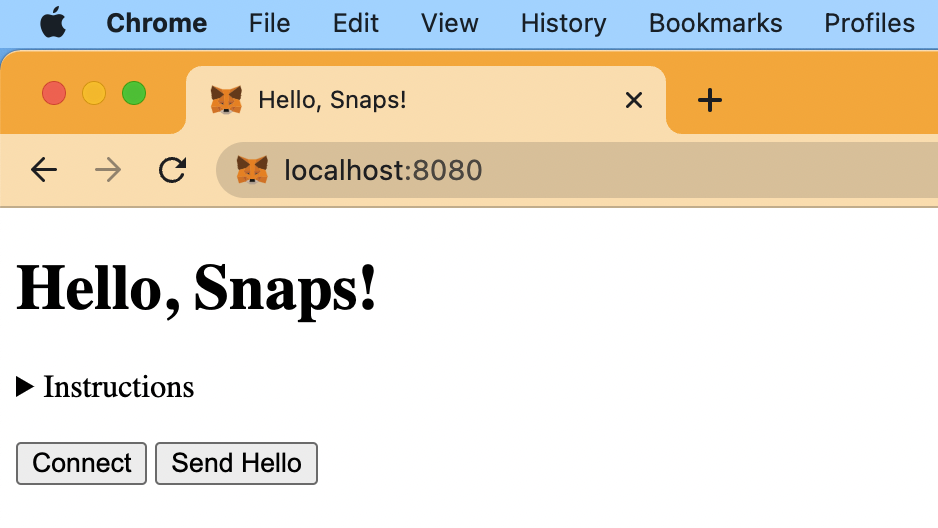 Chrome File Edit View History Bookmarks Profiles
Hello, Snaps!
localhost:8080
Hello, Snaps!
Instructions
Connect Send Hello